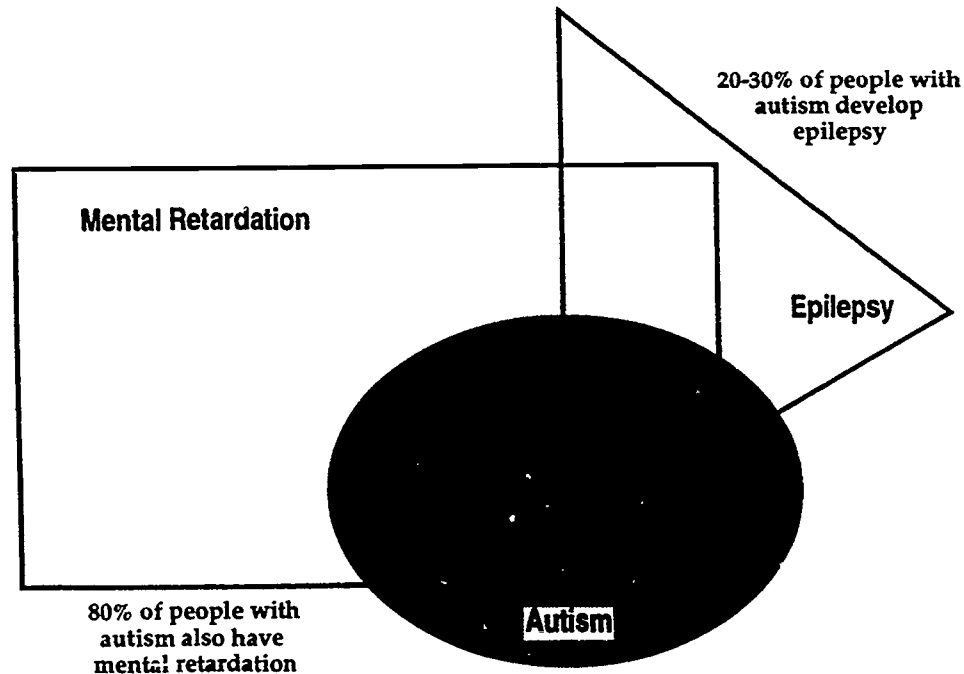 20-30% of people with
autism develop
epilepsy
Mental Retardation
Epilepsy
80% of people with
autism also have
mental retardation
Autism